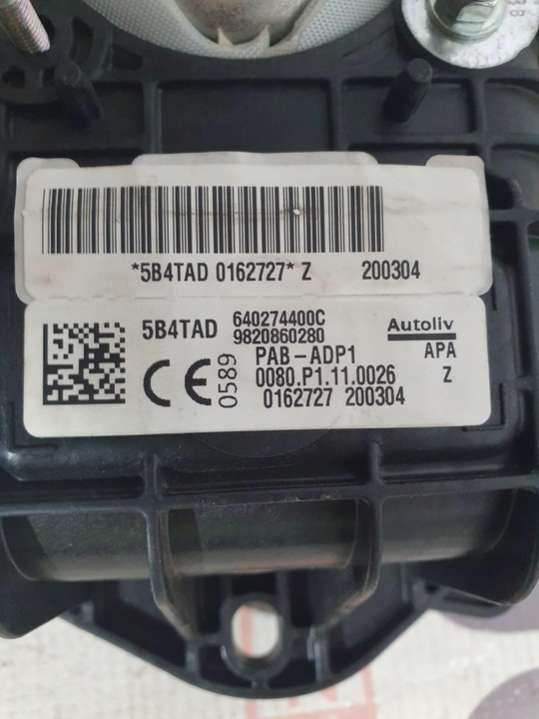 *5B4TAD 0162727* Z 200304
5B4TAD 640274400C
9820860280
Autoliv
CE 0589
PAB-ADP1
APA
0080.P1.11.0026
Z
0162727 200304